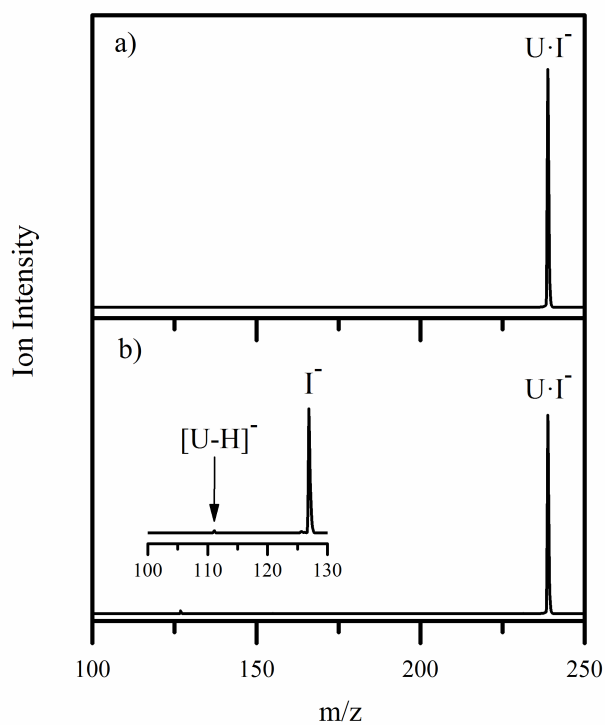 a)
U·I⁻
Ion Intensity
b)
I⁻
U·I⁻
[U-H]⁻
100 110 120 130
100 150 200 250
m/z